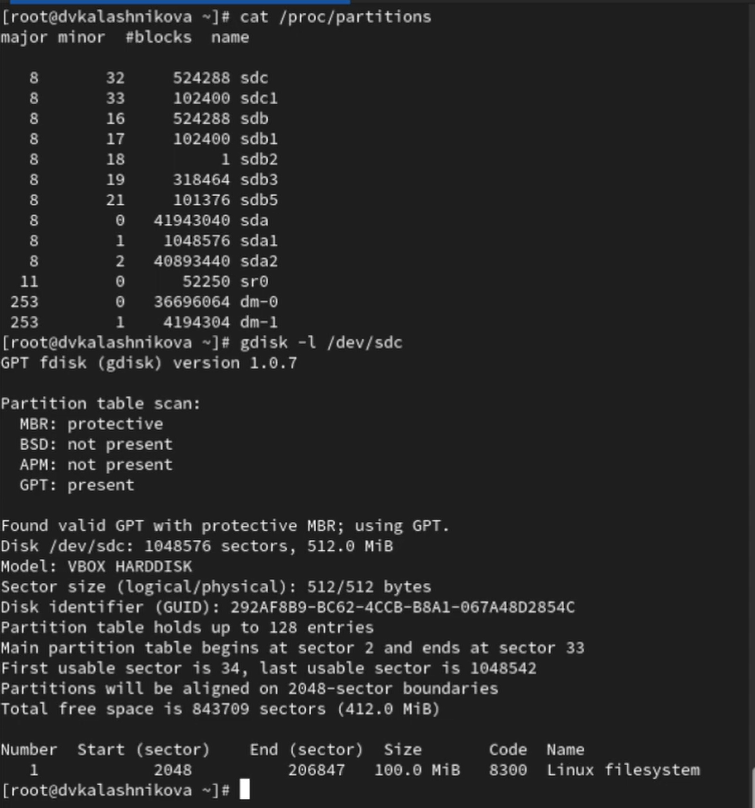 [root@dvkalashnikova ~]# cat /proc/partitions
major minor  #blocks  name
   8       32     524288 sdc
   8       33     102400 sdc1
   8       16     524288 sdb
   8       17     102400 sdb1
   8       18          1 sdb2
   8       19     318464 sdb3
   8       21     101376 sdb5
   8        0   41943040 sda
   8        1    1048576 sda1
   8        2   40893440 sda2
  11        0      52250 sr0
 253        0   36696064 dm-0
 253        1    4194304 dm-1
[root@dvkalashnikova ~]# gdisk -l /dev/sdc
GPT fdisk (gdisk) version 1.0.7
Partition table scan:
  MBR: protective
  BSD: not present
  APM: not present
  GPT: present
Found valid GPT with protective MBR; using GPT.
Disk /dev/sdc: 1048576 sectors, 512.0 MiB
Model: VBOX HARDDISK
Sector size (logical/physical): 512/512 bytes
Disk identifier (GUID): 292AF8B9-BC62-4CCB-B8A1-067A48D2854C
Partition table holds up to 128 entries
Main partition table begins at sector 2 and ends at sector 33
First usable sector is 34, last usable sector is 1048542
Partitions will be aligned on 2048-sector boundaries
Total free space is 843709 sectors (412.0 MiB)
Number  Start (sector)    End (sector)  Size       Code  Name
   1            2048          206847   100.0 MiB   8300  Linux filesystem
[root@dvkalashnikova ~]#